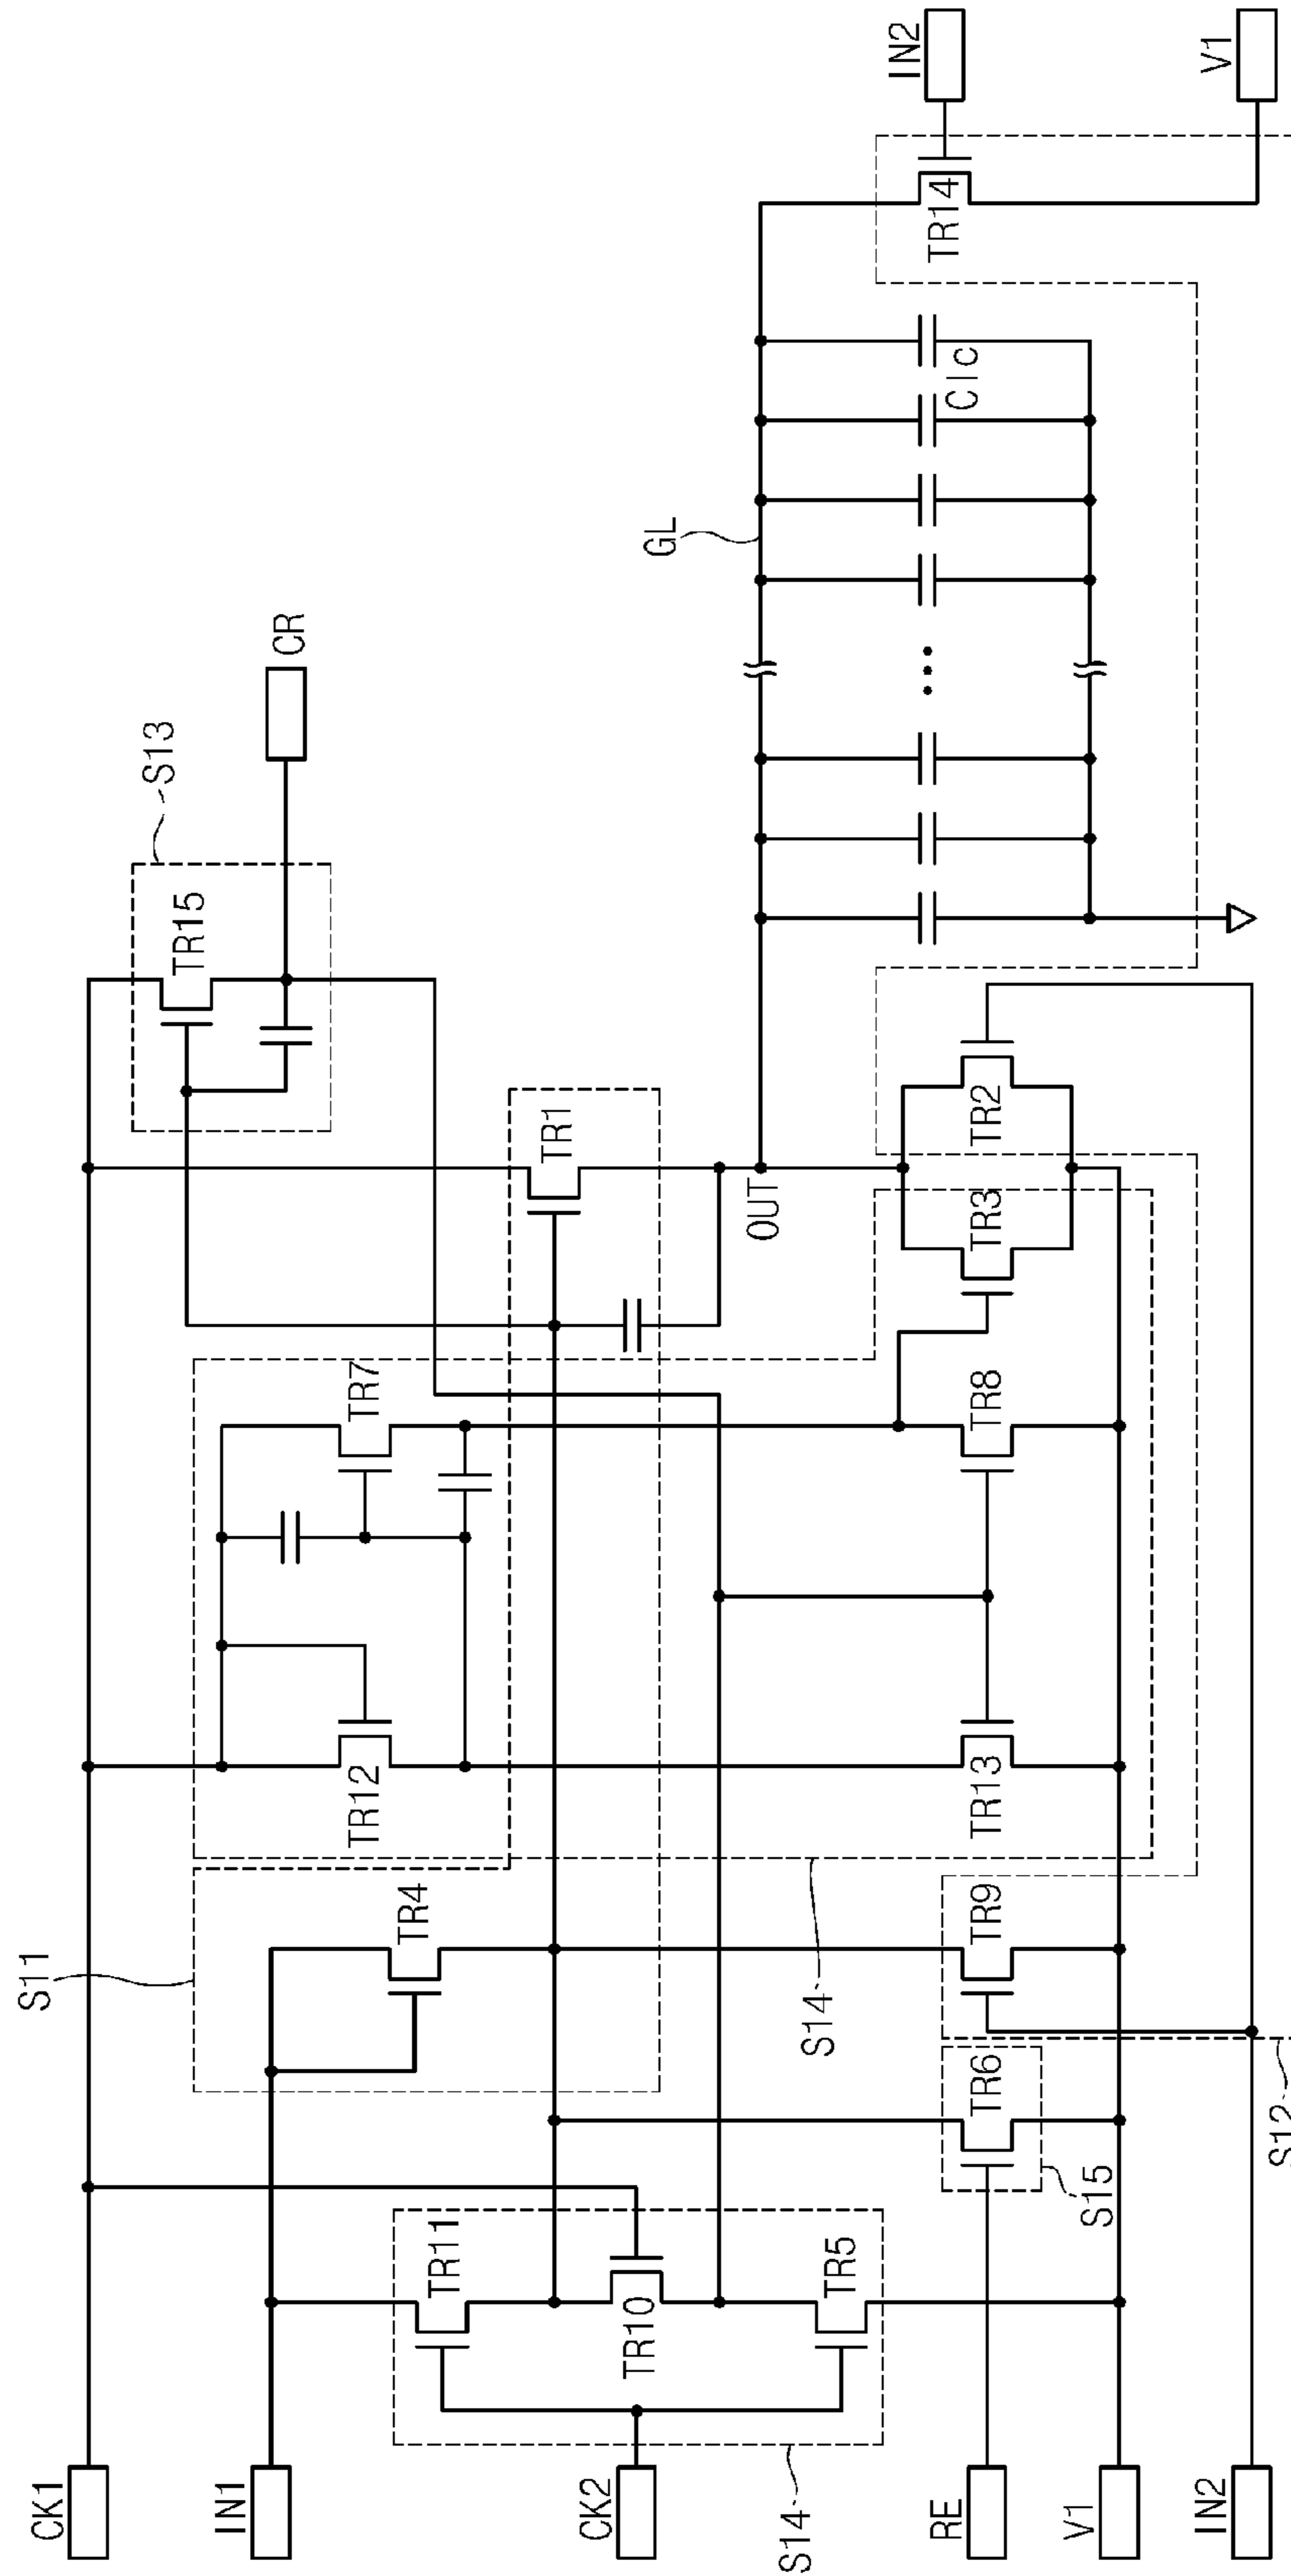 CK1
IN1
CK2
RE
V1
IN2
S14
S15
S12
S11
S14
TR11
TR10
TR5
TR6
TR4
TR9
TR12
TR13
TR7
TR8
TR3
TR2
OUT
TR1
TR15
S13
CR
GL
Clc
TR14
IN2
V1